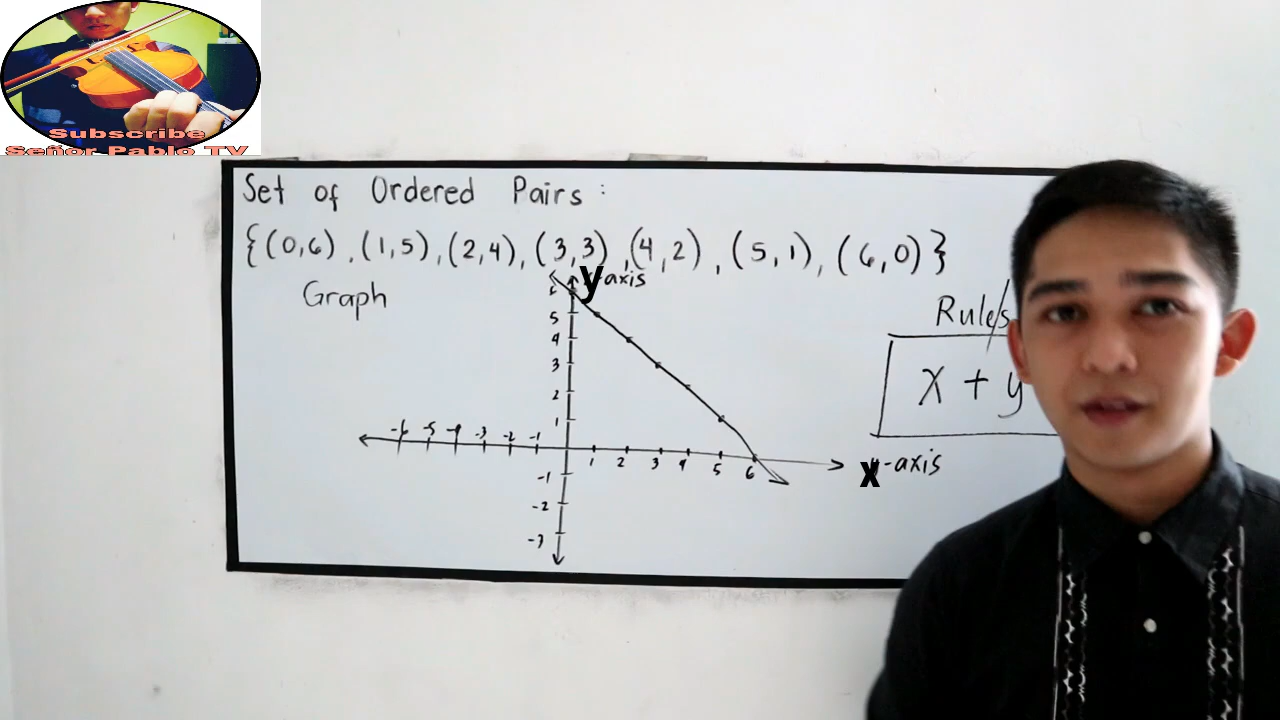 Subscribe
Señor Pablo TV
Set of Ordered Pairs :
{(0,6), (1,5), (2,4), (3,3), (4,2), (5,1), (6,0)}
Graph
y-axis
6
5
4
3
2
1
Rule/s
x + y
-6 -5 -4 -3 -2 -1
1 2 3 4 5 6
x-axis
-1
-2
-3